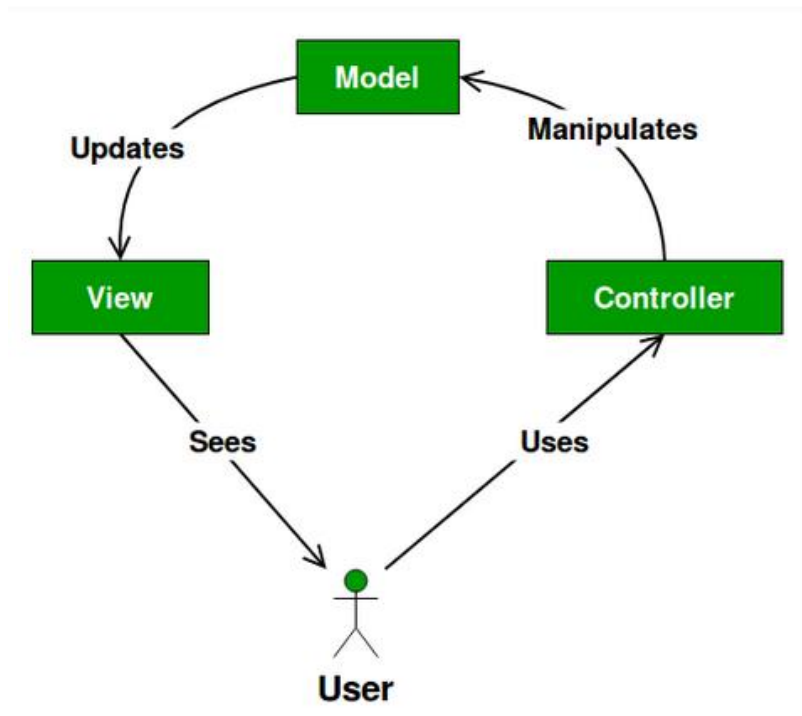 Model
Updates
Manipulates
View
Controller
Sees
Uses
User